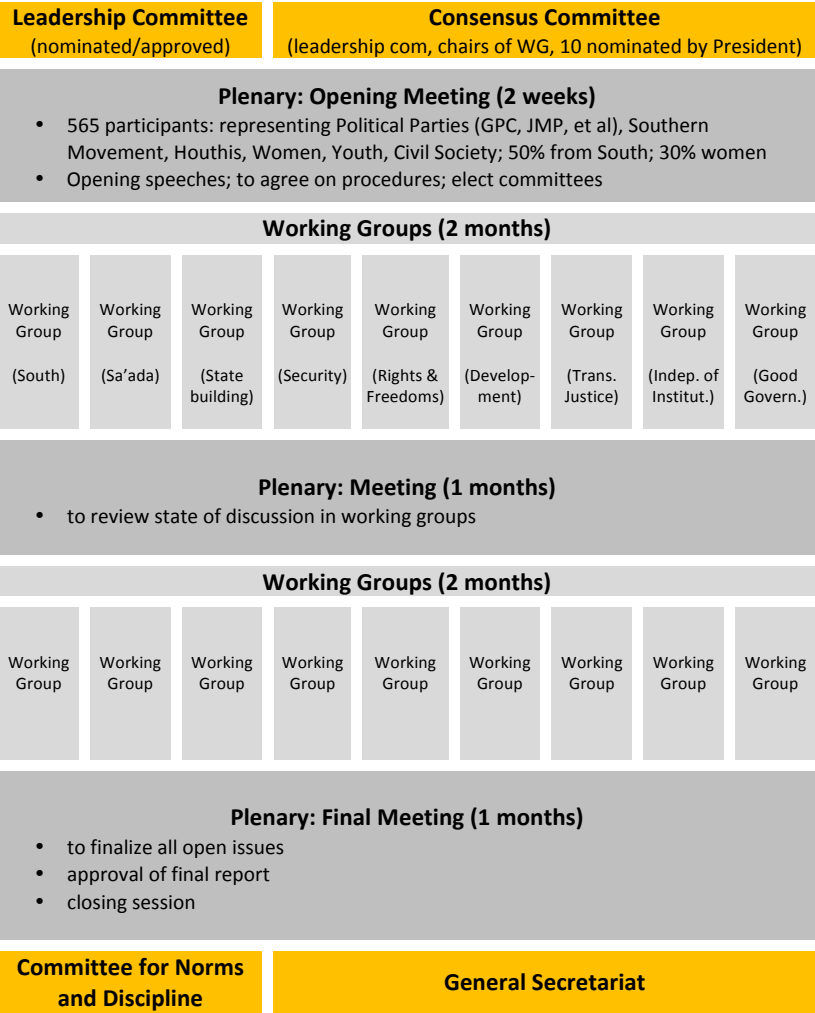 Leadership Committee
(nominated/approved)
Consensus Committee
(leadership com, chairs of WG, 10 nominated by President)
Plenary: Opening Meeting (2 weeks)
• 565 participants: representing Political Parties (GPC, JMP, et al), Southern
Movement, Houthis, Women, Youth, Civil Society; 50% from South; 30% women
• Opening speeches; to agree on procedures; elect committees
Working Groups (2 months)
Working
Group
(South)
Working
Group
(Sa’ada)
Working
Group
(State
building)
Working
Group
(Security)
Working
Group
(Rights &
Freedoms)
Working
Group
(Develop-
ment)
Working
Group
(Trans.
Justice)
Working
Group
(Indep. of
Institut.)
Working
Group
(Good
Govern.)
Plenary: Meeting (1 months)
• to review state of discussion in working groups
Working Groups (2 months)
Working
Group
Working
Group
Working
Group
Working
Group
Working
Group
Working
Group
Working
Group
Working
Group
Working
Group
Plenary: Final Meeting (1 months)
• to finalize all open issues
• approval of final report
• closing session
Committee for Norms
and Discipline
General Secretariat